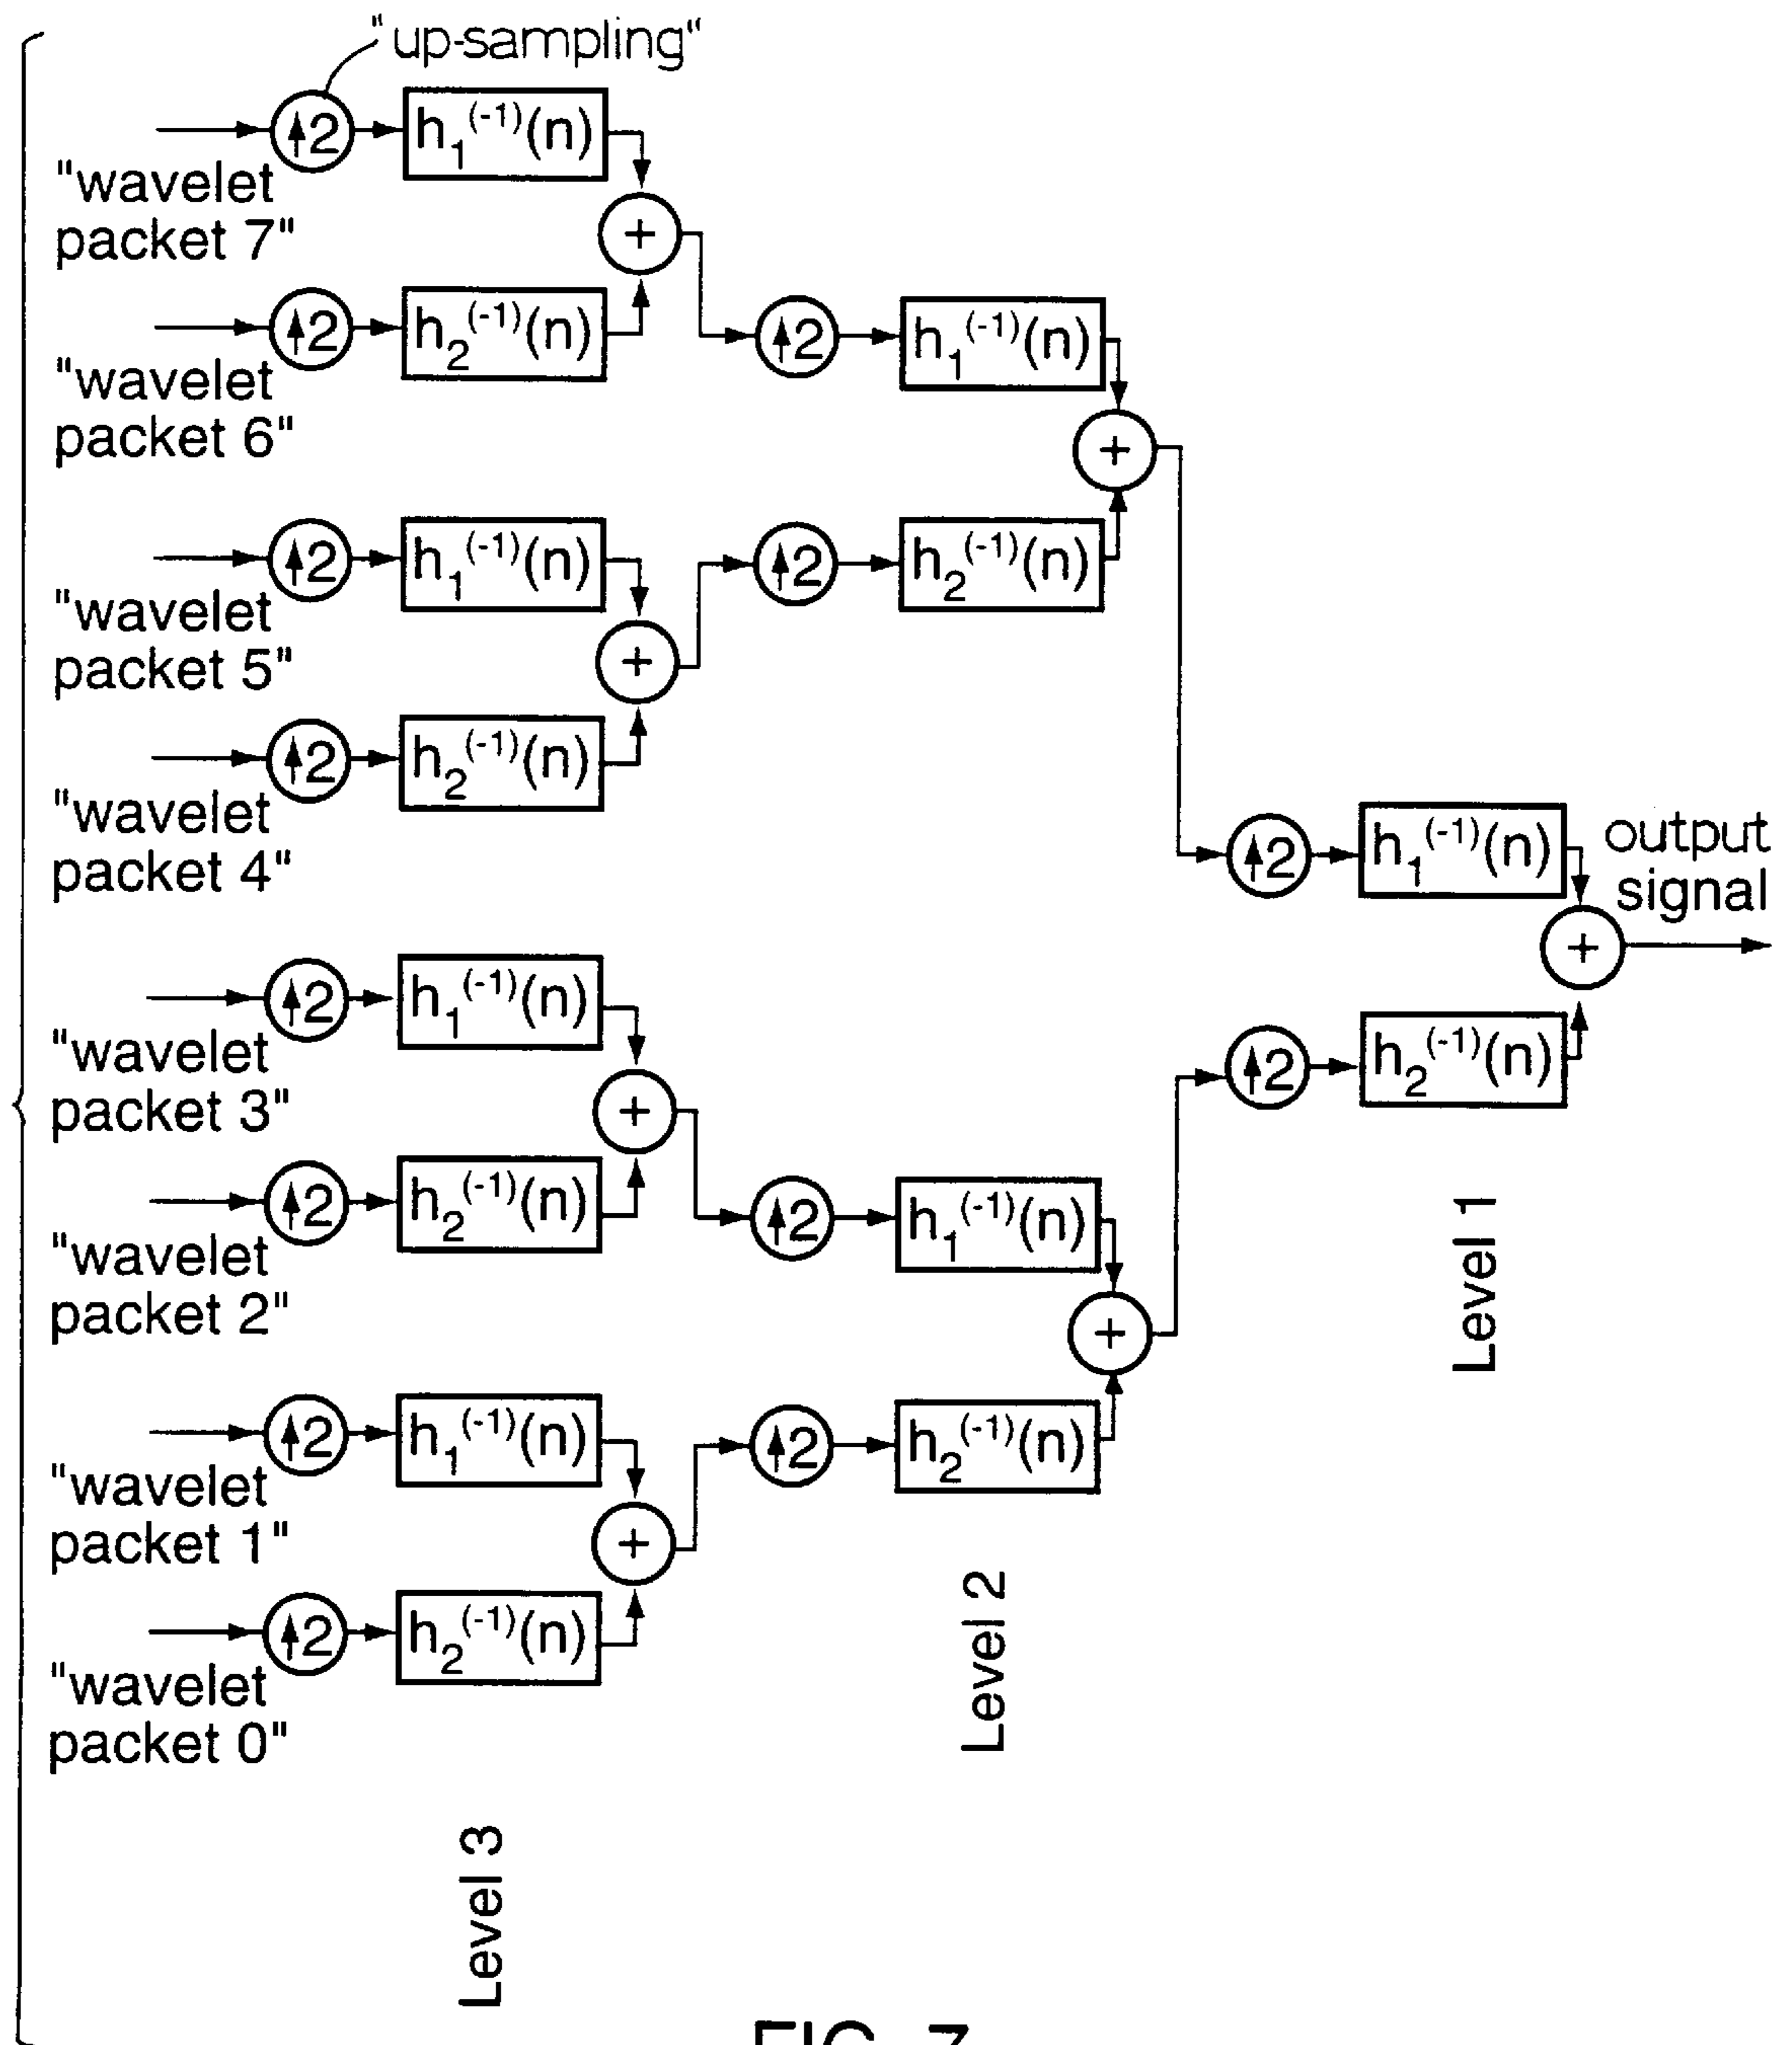 "up-sampling"
↑2 h₁⁽⁻¹⁾(n)
"wavelet
packet 7"
+
↑2 h₂⁽⁻¹⁾(n)
"wavelet
packet 6"
↑2 h₁⁽⁻¹⁾(n)
+
↑2 h₁⁽⁻¹⁾(n)
"wavelet
packet 5"
↑2 h₂⁽⁻¹⁾(n)
+
↑2 h₂⁽⁻¹⁾(n)
"wavelet
packet 4"
↑2 h₁⁽⁻¹⁾(n)
output
signal
+
↑2 h₁⁽⁻¹⁾(n)
"wavelet
packet 3"
↑2 h₂⁽⁻¹⁾(n)
+
↑2 h₂⁽⁻¹⁾(n)
"wavelet
packet 2"
↑2 h₁⁽⁻¹⁾(n)
+
Level 1
↑2 h₁⁽⁻¹⁾(n)
"wavelet
packet 1"
↑2 h₂⁽⁻¹⁾(n)
+
↑2 h₂⁽⁻¹⁾(n)
"wavelet
packet 0"
Level 2
Level 3
FIG.